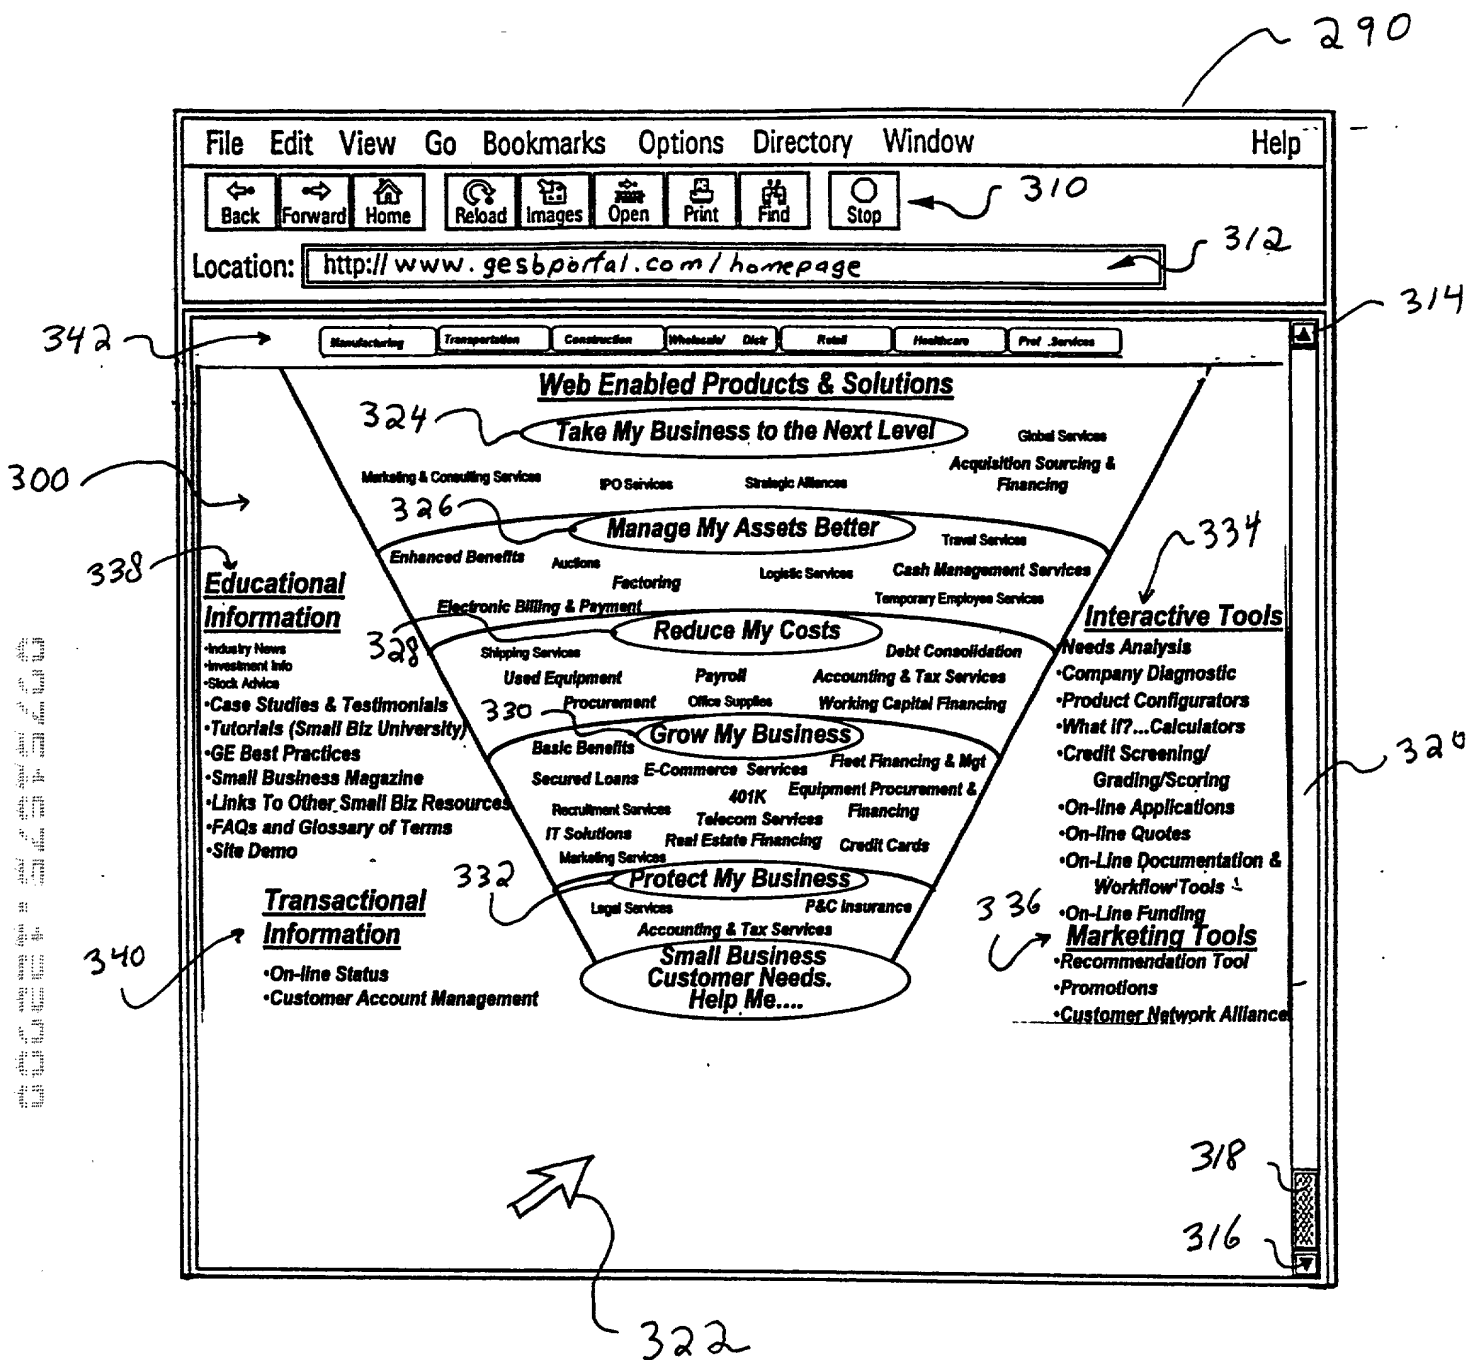 290
File Edit View Go Bookmarks Options Directory Window Help
Back Forward Home Reload Images Open Print Find Stop
310
Location: http://www.gesbportal.com/homepage
312
314
342
Manufacturing Transportation Construction Wholesale/ Distr Retail Healthcare Prof .Services
Web Enabled Products & Solutions
324
Take My Business to the Next Level
Global Services
300
Marketing & Consulting Services
IPO Services
Strategic Alliances
Acquisition Sourcing &
Financing
326
Manage My Assets Better
Travel Services
334
338
Enhanced Benefits
Auctions
Factoring
Logistic Services
Cash Management Services
Electronic Billing & Payment
Temporary Employee Services
328
Reduce My Costs
Shipping Services
Debt Consolidation
Used Equipment
Payroll
Accounting & Tax Services
Procurement
Office Supplies
Working Capital Financing
330
Grow My Business
Basic Benefits
Fleet Financing & Mgt
Secured Loans
E-Commerce Services
401K
Equipment Procurement &
Financing
Recruitment Services
Telecom Services
IT Solutions
Real Estate Financing
Credit Cards
Marketing Services
332
Protect My Business
Legal Services
P&C Insurance
Accounting & Tax Services
Small Business
Customer Needs.
Help Me....
Educational
Information
•Industry News
•Investment Info
•Stock Advice
•Case Studies & Testimonials
•Tutorials (Small Biz University)
•GE Best Practices
•Small Business Magazine
•Links To Other Small Biz Resources
•FAQs and Glossary of Terms
•Site Demo
340
Transactional
Information
•On-line Status
•Customer Account Management
Interactive Tools
•Needs Analysis
•Company Diagnostic
•Product Configurators
•What if?...Calculators
•Credit Screening/
Grading/Scoring
•On-line Applications
•On-line Quotes
•On-Line Documentation &
Workflow Tools
•On-Line Funding
320
336
Marketing Tools
•Recommendation Tool
•Promotions
•Customer Network Alliance
318
316
322